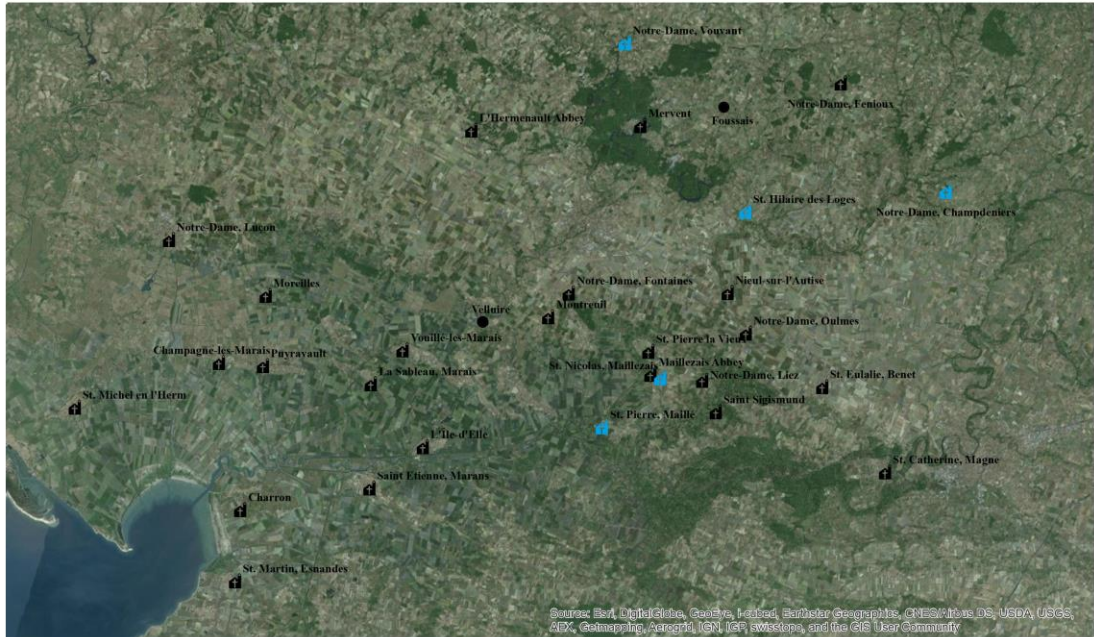 Notre-Dame, Vouvant
Notre-Dame, Fenioux
Foussais
L'Hermenault Abbey
Mervent
St. Hilaire des Loges
Notre-Dame, Champdeniers
Notre-Dame, Luçon
Moreilles
Notre-Dame, Fontaines
Nieul-sur-l'Autise
Velluire
Montreuil
Notre-Dame, Oulmes
Vouillé-les-Marais
St. Pierre la Vieux
Champagne-les-Marais
Puyravault
St. Nicolas, Maillezais
Maillezais Abbey
La Sableau, Marais
Notre-Dame, Liez
St. Eulalie, Benet
St. Michel en l'Herm
St. Pierre, Maillé
Saint Sigismund
L'Ile-d'Elle
St. Catherine, Magne
Saint Etienne, Marans
Charron
St. Martin, Esnandes
Source: Esri, DigitalGlobe, GeoEye, i-cubed, Earthstar Geographics, CNES/Airbus DS, USDA, USGS,
AEX, Getmapping, Aerogrid, IGN, IGP, swisstopo, and the GIS User Community